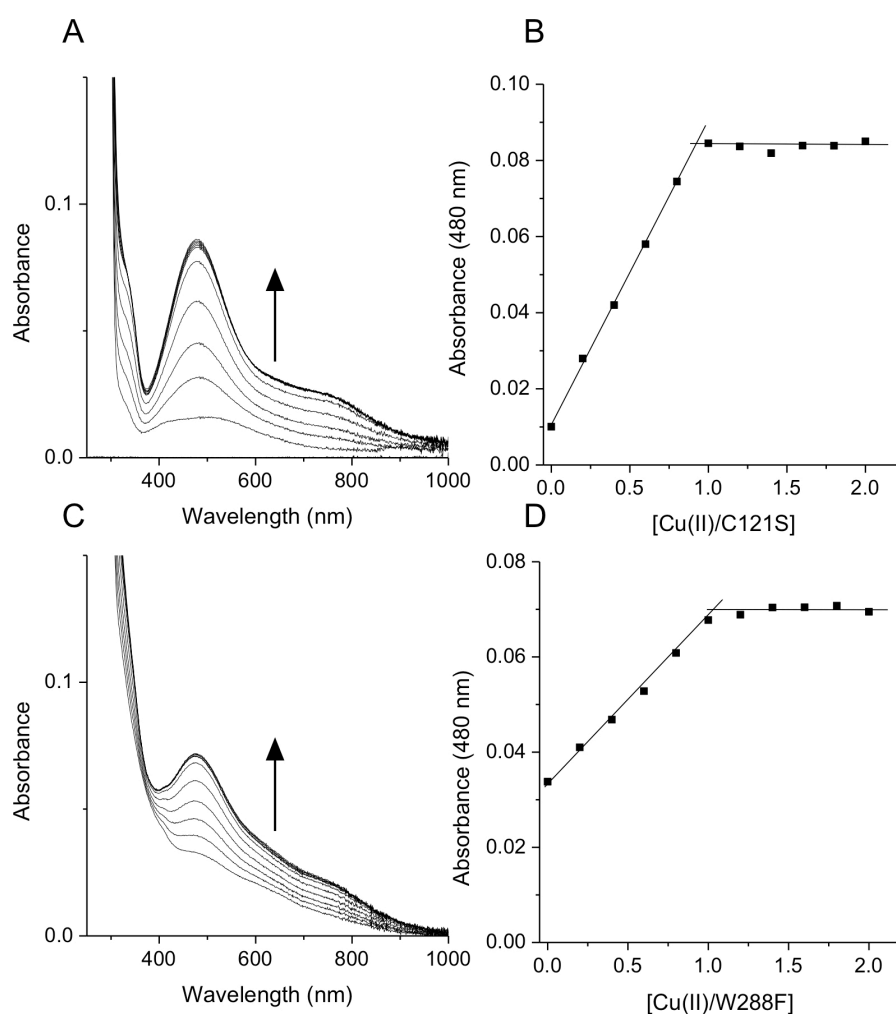 A
Absorbance
0.1
0.0
400 600 800 1000
Wavelength (nm)
B
Absorbance (480 nm)
0.10
0.08
0.06
0.04
0.02
0.00
0.0 0.5 1.0 1.5 2.0
[Cu(II)/C121S]
C
Absorbance
0.1
0.0
400 600 800 1000
Wavelength (nm)
D
Absorbance (480 nm)
0.08
0.06
0.04
0.02
0.00
0.0 0.5 1.0 1.5 2.0
[Cu(II)/W288F]